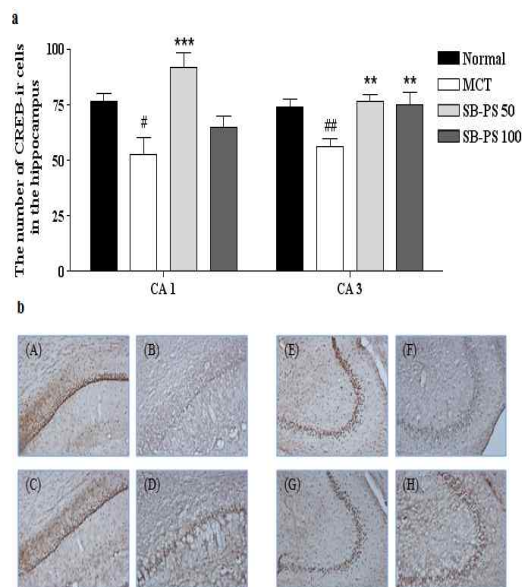 a
The number of CREB-ir cells
in the hippocampus
100
75
50
25
0
#
***
##
**
**
CA 1
CA 3
Normal
MCT
SB-PS 50
SB-PS 100
b
(A)
(B)
(E)
(F)
(C)
(D)
(G)
(H)